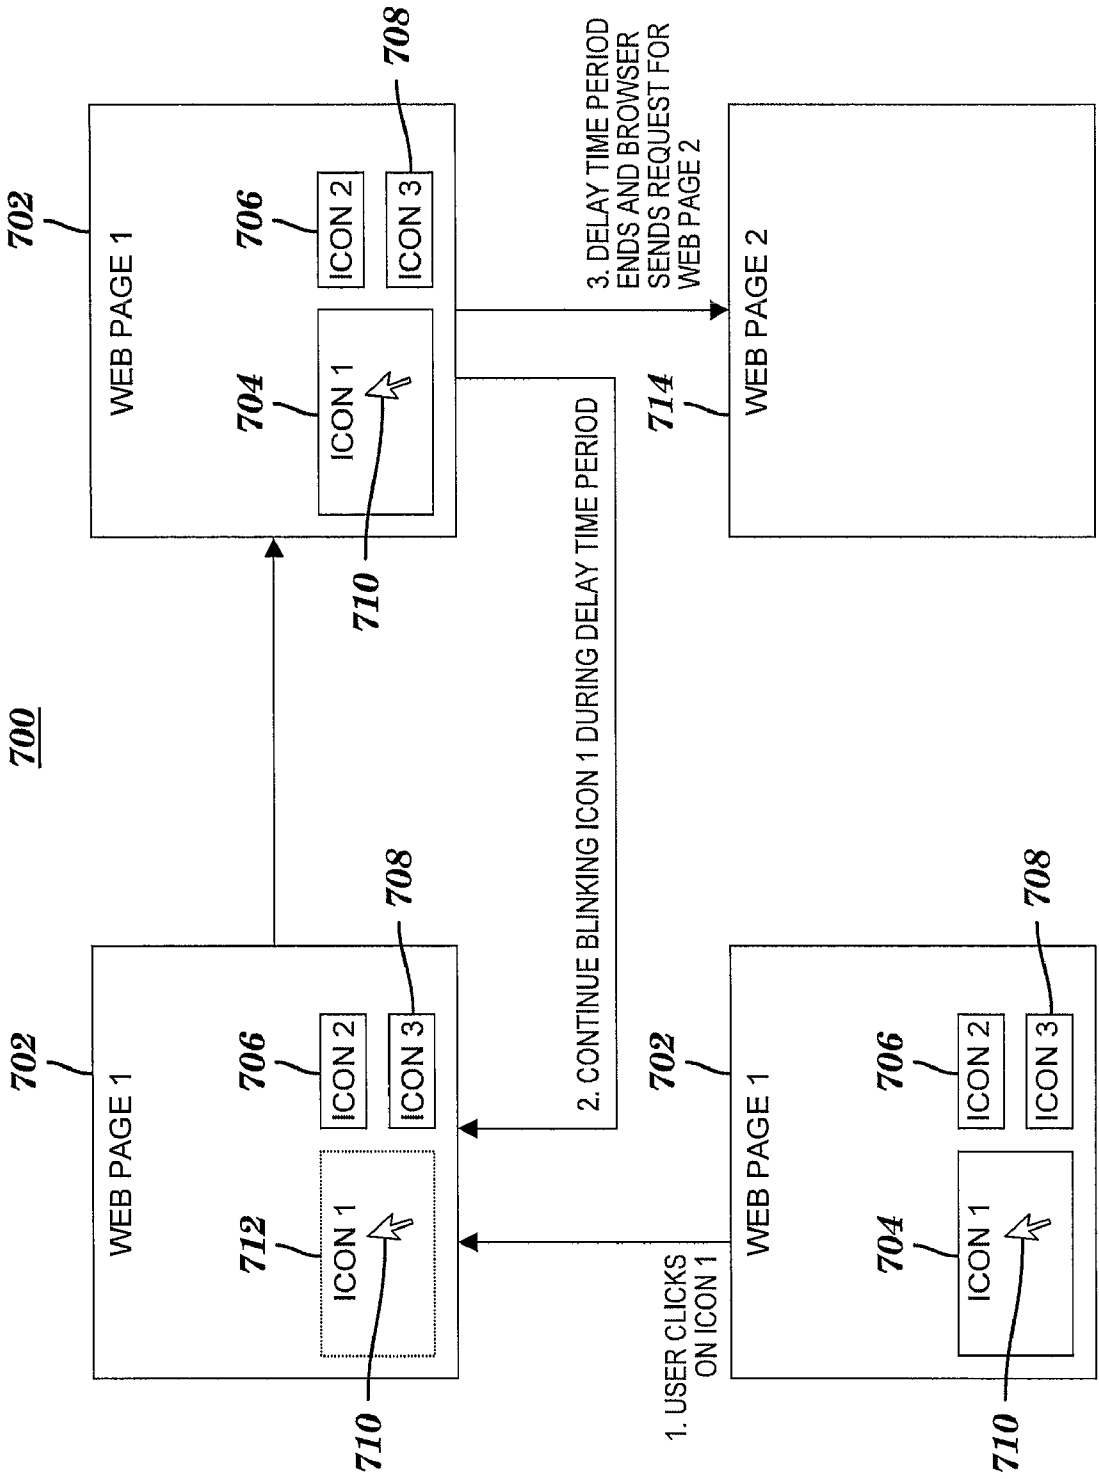 700
702
WEB PAGE 1
712
706
ICON 1
ICON 2
ICON 3
710
708
702
WEB PAGE 1
704
706
ICON 1
ICON 2
ICON 3
710
708
2. CONTINUE BLINKING ICON 1 DURING DELAY TIME PERIOD
3. DELAY TIME PERIOD
ENDS AND BROWSER
SENDS REQUEST FOR
WEB PAGE 2
1. USER CLICKS
ON ICON 1
702
WEB PAGE 1
704
706
ICON 1
ICON 2
ICON 3
710
708
714
WEB PAGE 2